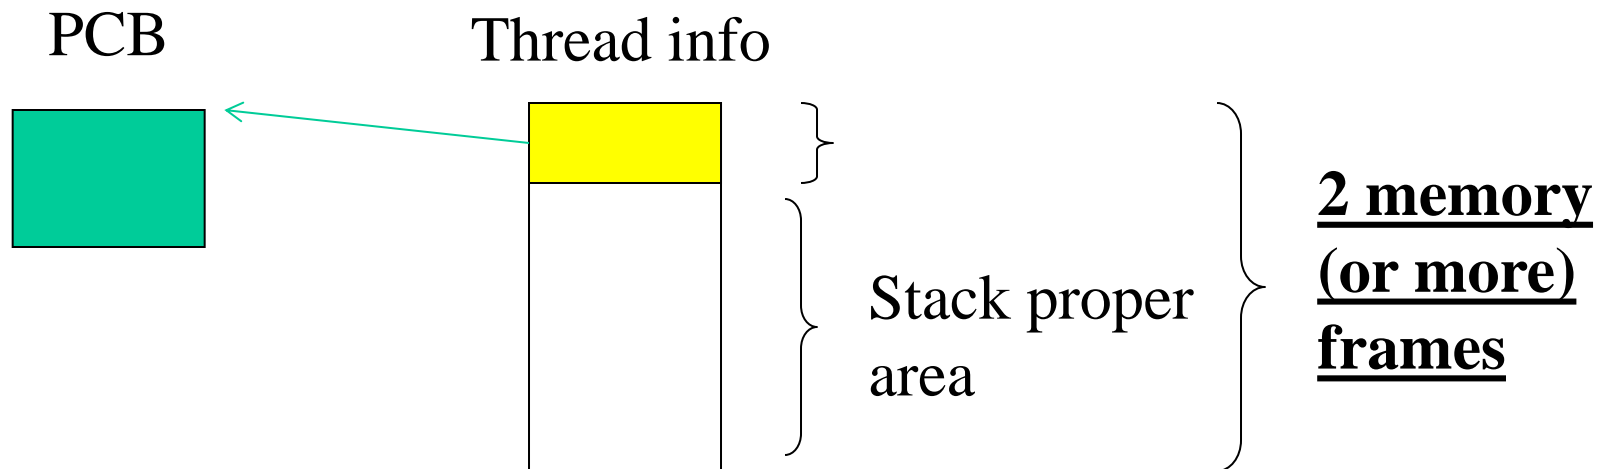 PCB
Thread info
Stack proper
area
2 memory
(or more)
frames